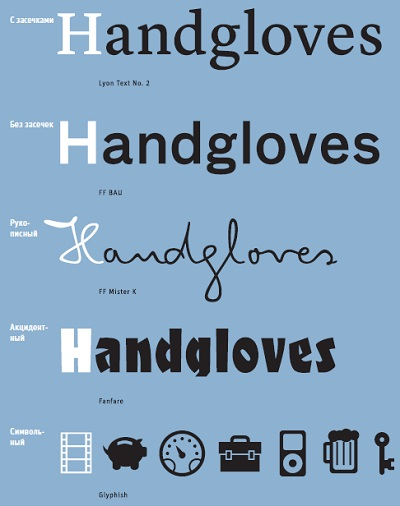 С засечками
Handgloves
Lyon Text No. 2
Без засечек
Handgloves
FF BAU
Руко-
писный
Handgloves
FF Mister K
Акцидент-
ный
Handgloves
Fanfare
Символь-
ный
Glyphish